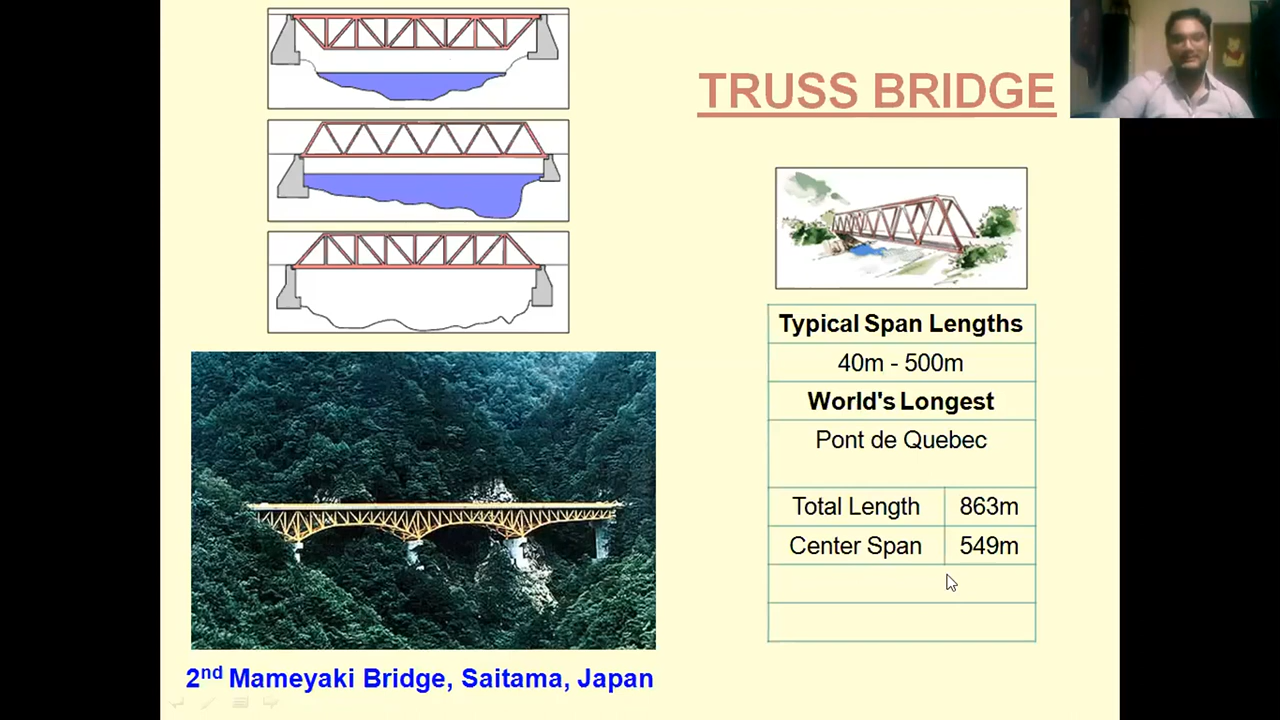 TRUSS BRIDGE
Typical Span Lengths
40m - 500m
World's Longest
Pont de Quebec
Total Length 863m
Center Span 549m
2nd Mameyaki Bridge, Saitama, Japan